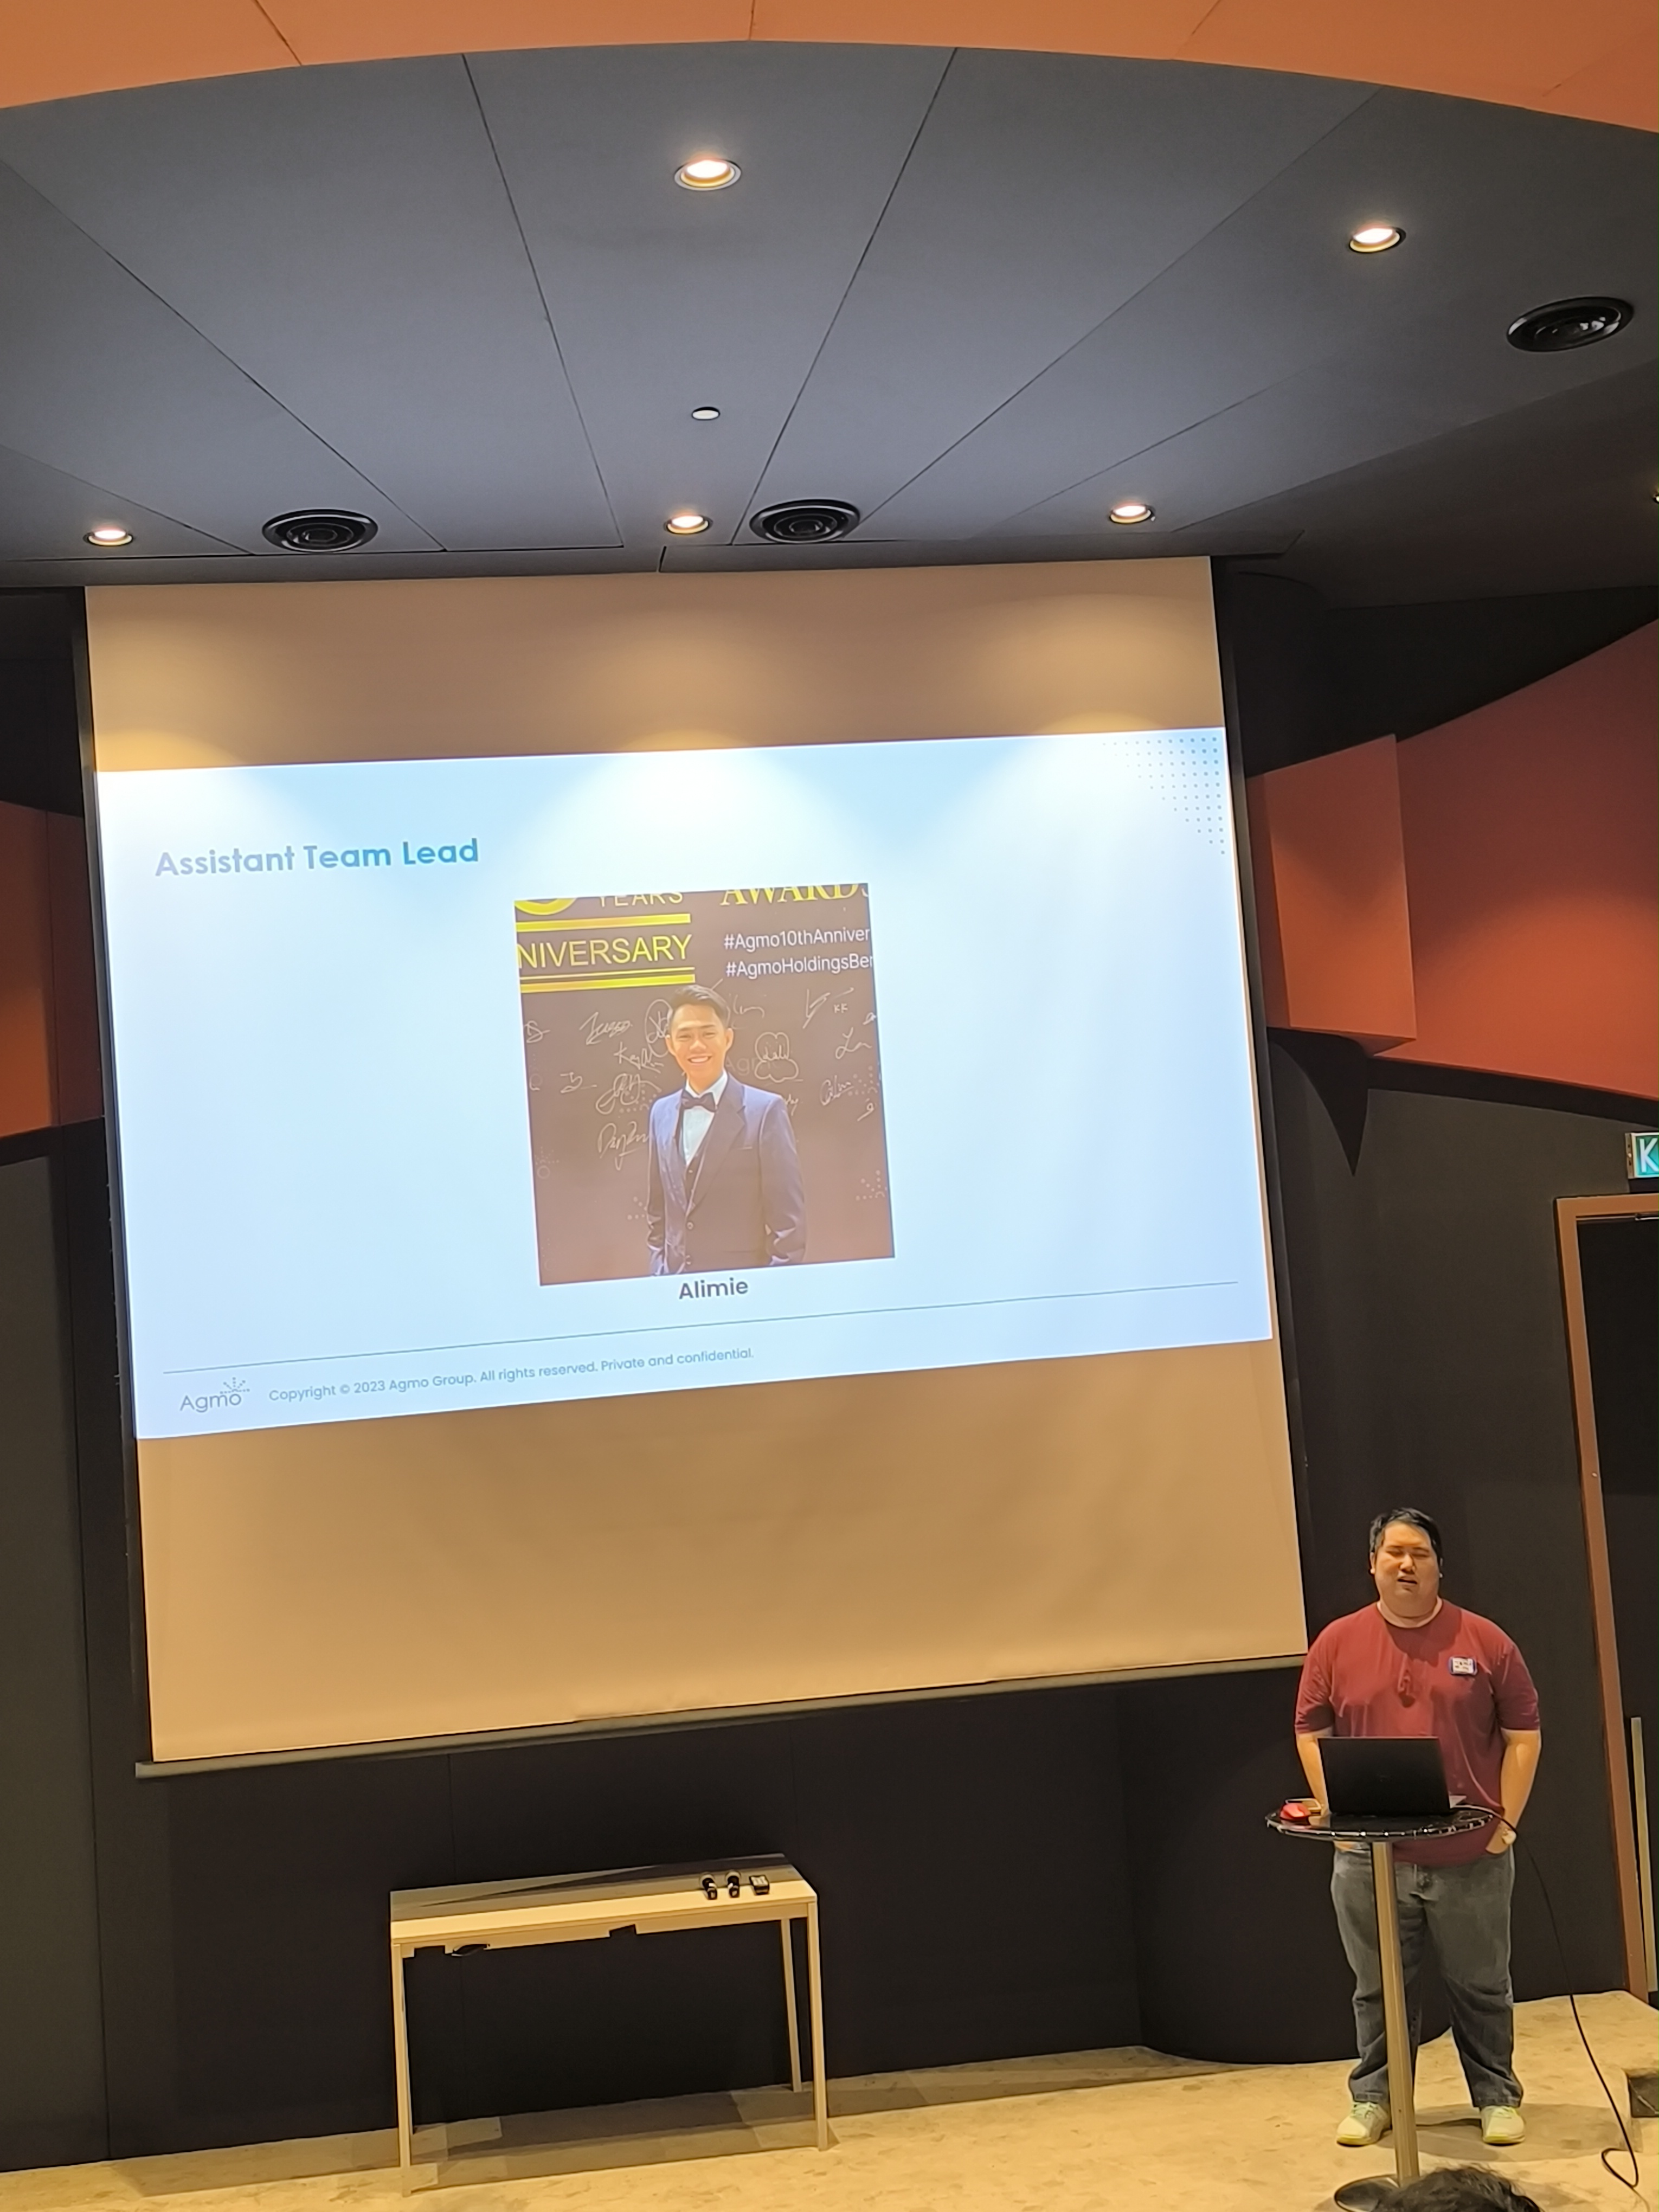 Assistant Team Lead
YEARS
NIVERSARY
AWARDS
#Agmo10thAnniver
#AgmoHoldingsBer
KK
Alimie
Agmo
Copyright © 2023 Agmo Group. All rights reserved. Private and confidential.
K